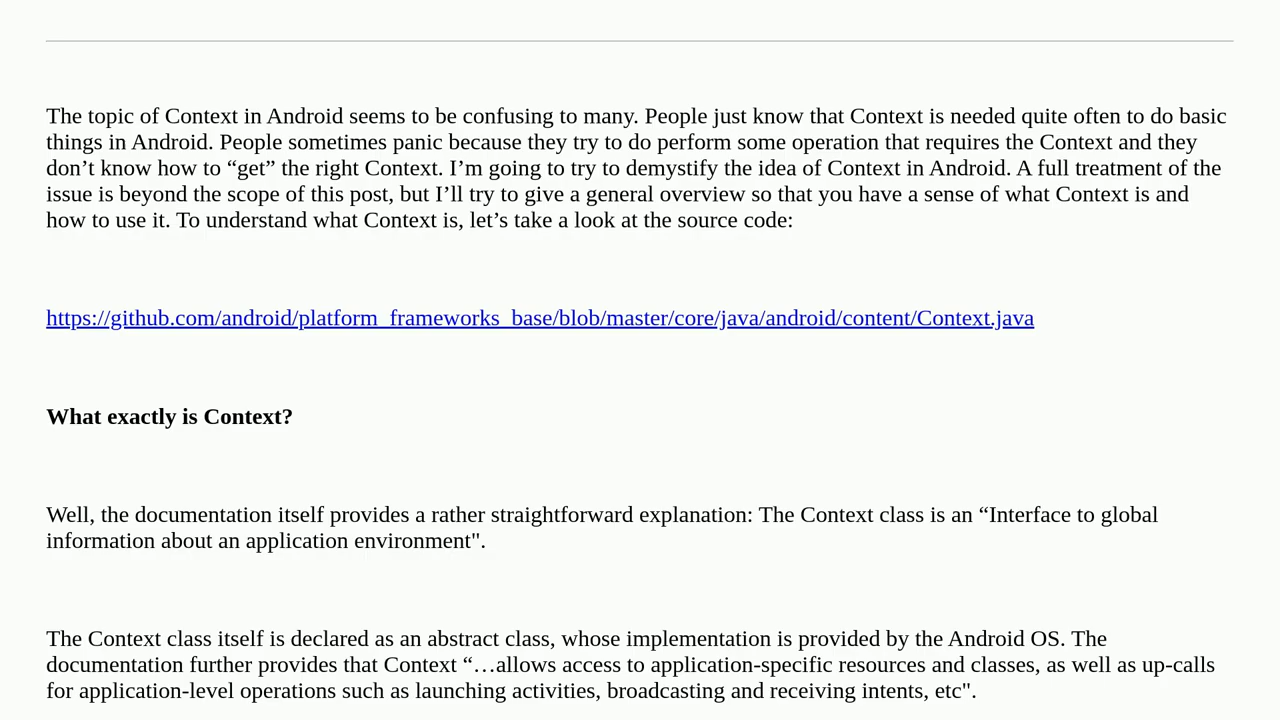 The topic of Context in Android seems to be confusing to many. People just know that Context is needed quite often to do basic
things in Android. People sometimes panic because they try to do perform some operation that requires the Context and they
don’t know how to “get” the right Context. I’m going to try to demystify the idea of Context in Android. A full treatment of the
issue is beyond the scope of this post, but I’ll try to give a general overview so that you have a sense of what Context is and
how to use it. To understand what Context is, let’s take a look at the source code:
https://github.com/android/platform_frameworks_base/blob/master/core/java/android/content/Context.java
What exactly is Context?
Well, the documentation itself provides a rather straightforward explanation: The Context class is an “Interface to global
information about an application environment".
The Context class itself is declared as an abstract class, whose implementation is provided by the Android OS. The
documentation further provides that Context “…allows access to application-specific resources and classes, as well as up-calls
for application-level operations such as launching activities, broadcasting and receiving intents, etc".